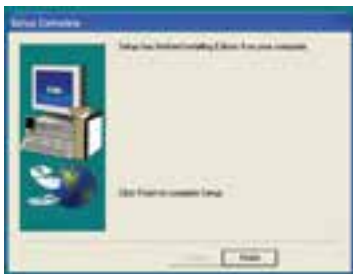 Setup Complete
Setup has finished installing on your computer.
Click Finish to complete Setup.
Finish